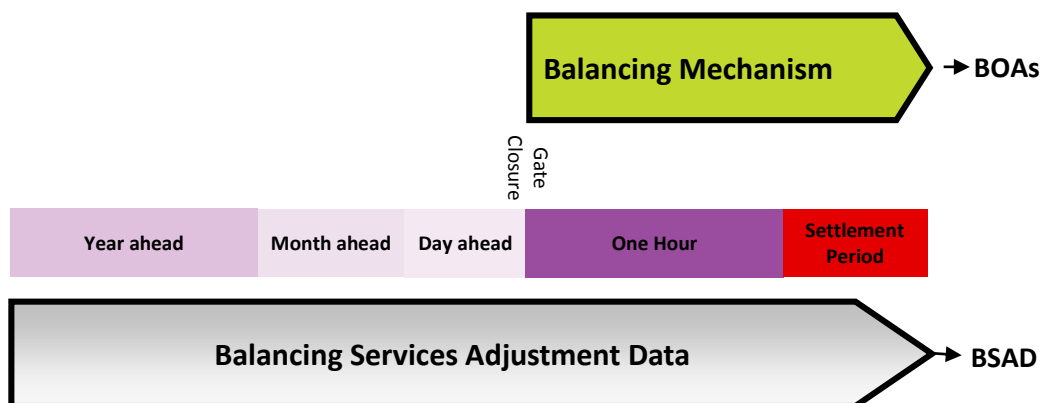 Balancing Mechanism
BOAs
Gate
Closure
Year ahead
Month ahead
Day ahead
One Hour
Settlement
Period
Balancing Services Adjustment Data
BSAD